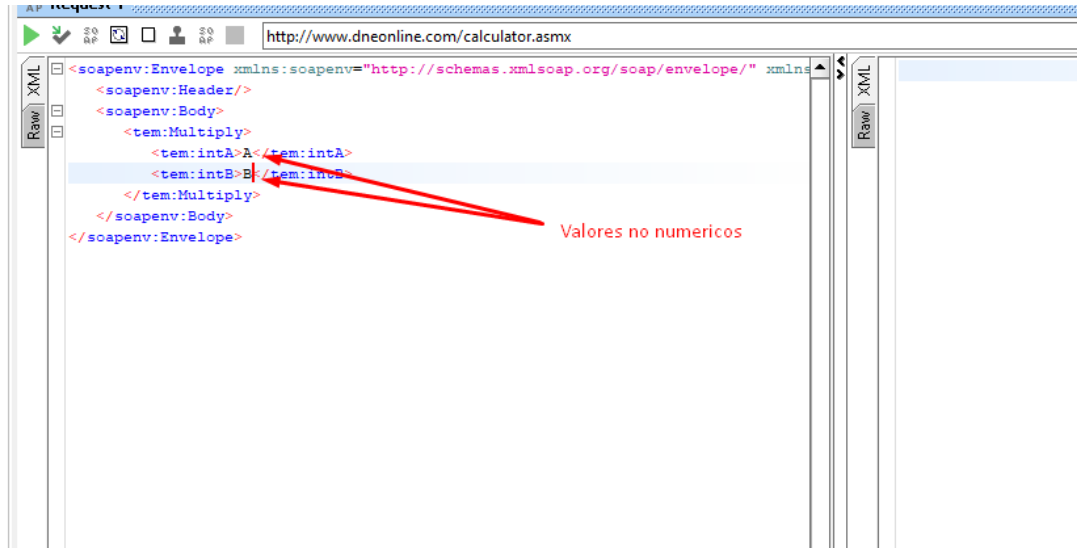 Request 1
http://www.dneonline.com/calculator.asmx
XML
Raw
<soapenv:Envelope xmlns:soapenv="http://schemas.xmlsoap.org/soap/envelope/" xmlns
<soapenv:Header/>
<soapenv:Body>
<tem:Multiply>
<tem:intA>A</tem:intA>
<tem:intB>B</tem:intB>
</tem:Multiply>
</soapenv:Body>
</soapenv:Envelope>
Valores no numericos
XML
Raw